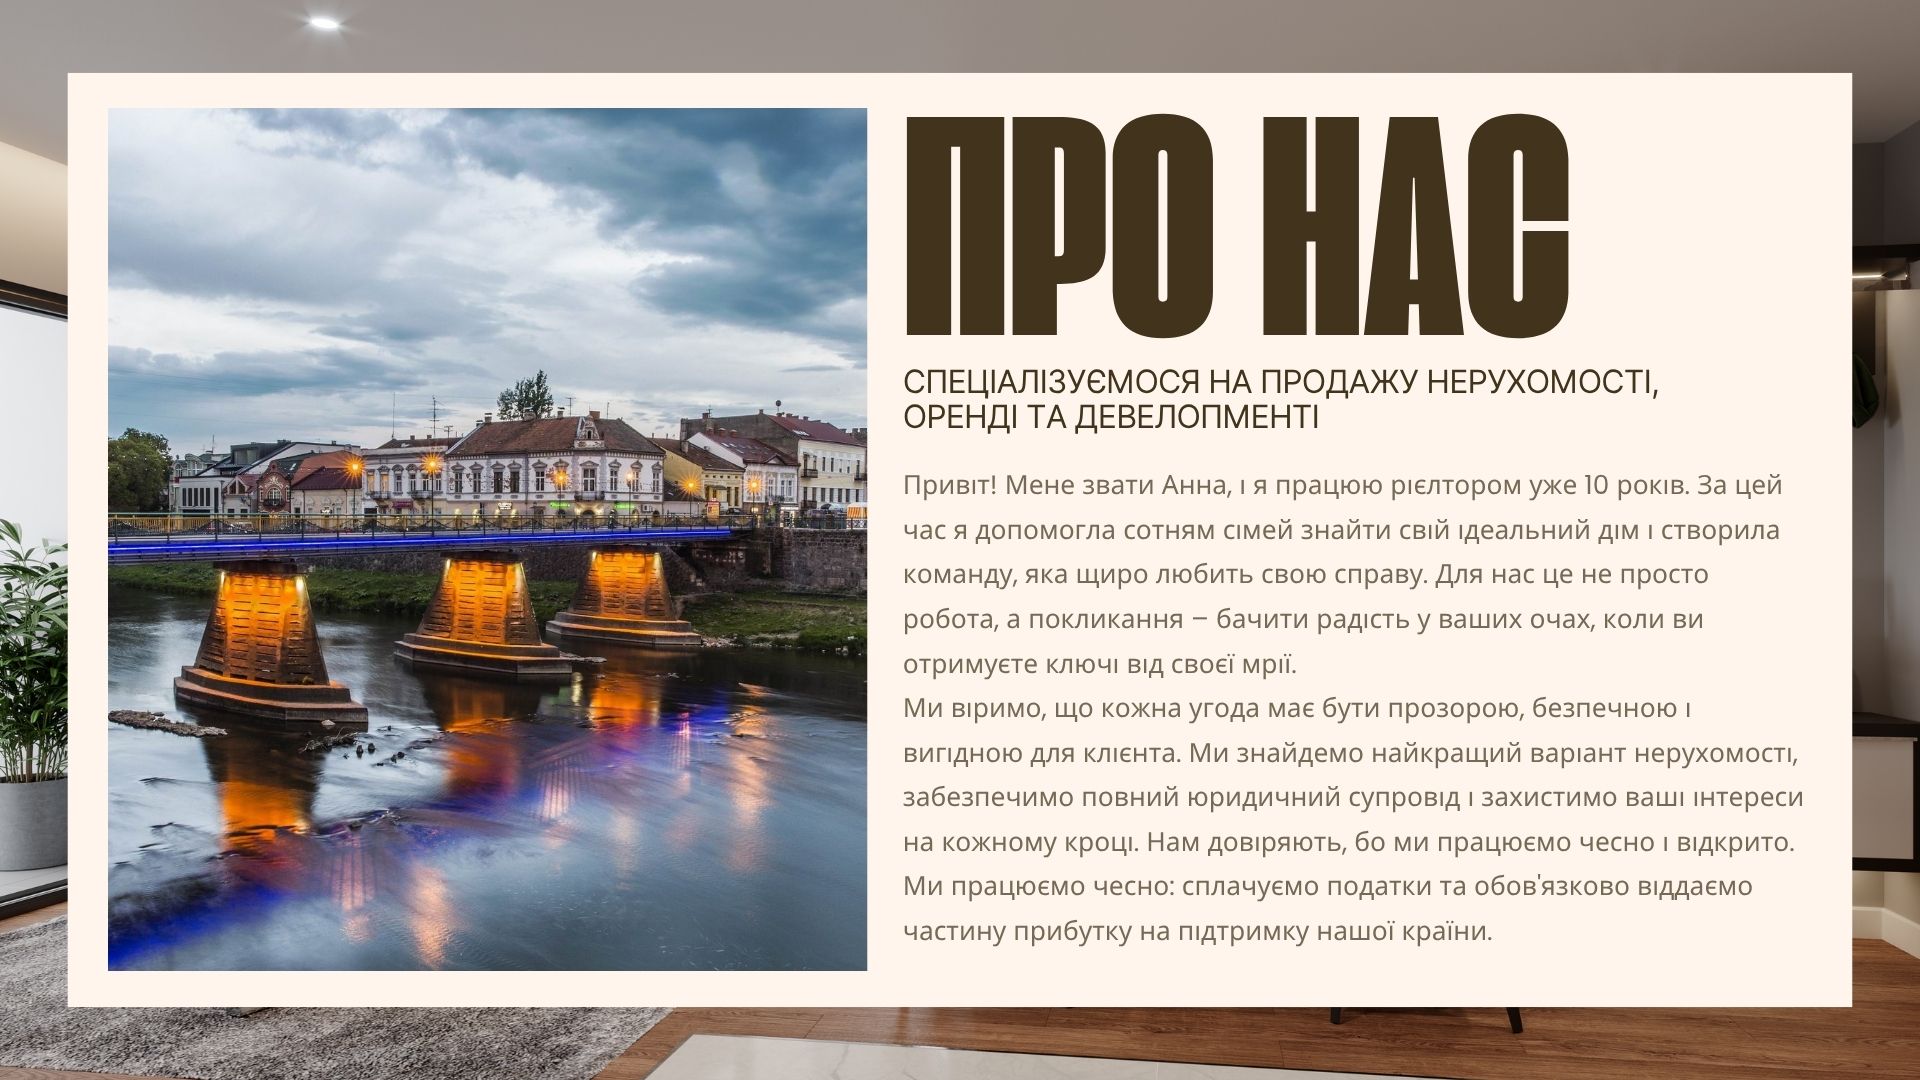 ПРО НАС
СПЕЦІАЛІЗУЄМОСЯ НА ПРОДАЖУ НЕРУХОМОСТІ,
ОРЕНДІ ТА ДЕВЕЛОПМЕНТІ
Привіт! Мене звати Анна, і я працюю рієлтором уже 10 років. За цей
час я допомогла сотням сімей знайти свій ідеальний дім і створила
команду, яка щиро любить свою справу. Для нас це не просто
робота, а покликання – бачити радість у ваших очах, коли ви
отримуєте ключі від своєї мрії.
Ми віримо, що кожна угода має бути прозорою, безпечною і
вигідною для клієнта. Ми знайдемо найкращий варіант нерухомості,
забезпечимо повний юридичний супровід і захистимо ваші інтереси
на кожному кроці. Нам довіряють, бо ми працюємо чесно і відкрито.
Ми працюємо чесно: сплачуємо податки та обов'язково віддаємо
частину прибутку на підтримку нашої країни.